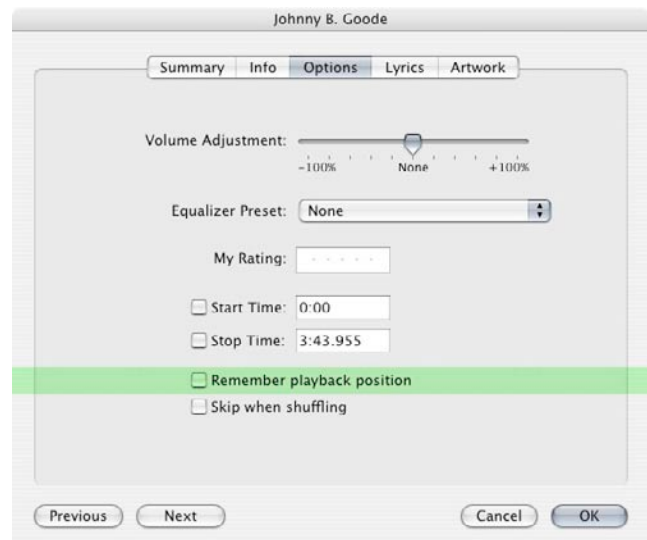 Johnny B. Goode
Summary Info Options Lyrics Artwork
Volume Adjustment:
-100% None +100%
Equalizer Preset: None
My Rating:
Start Time: 0:00
Stop Time: 3:43.955
Remember playback position
Skip when shuffling
Previous Next Cancel OK